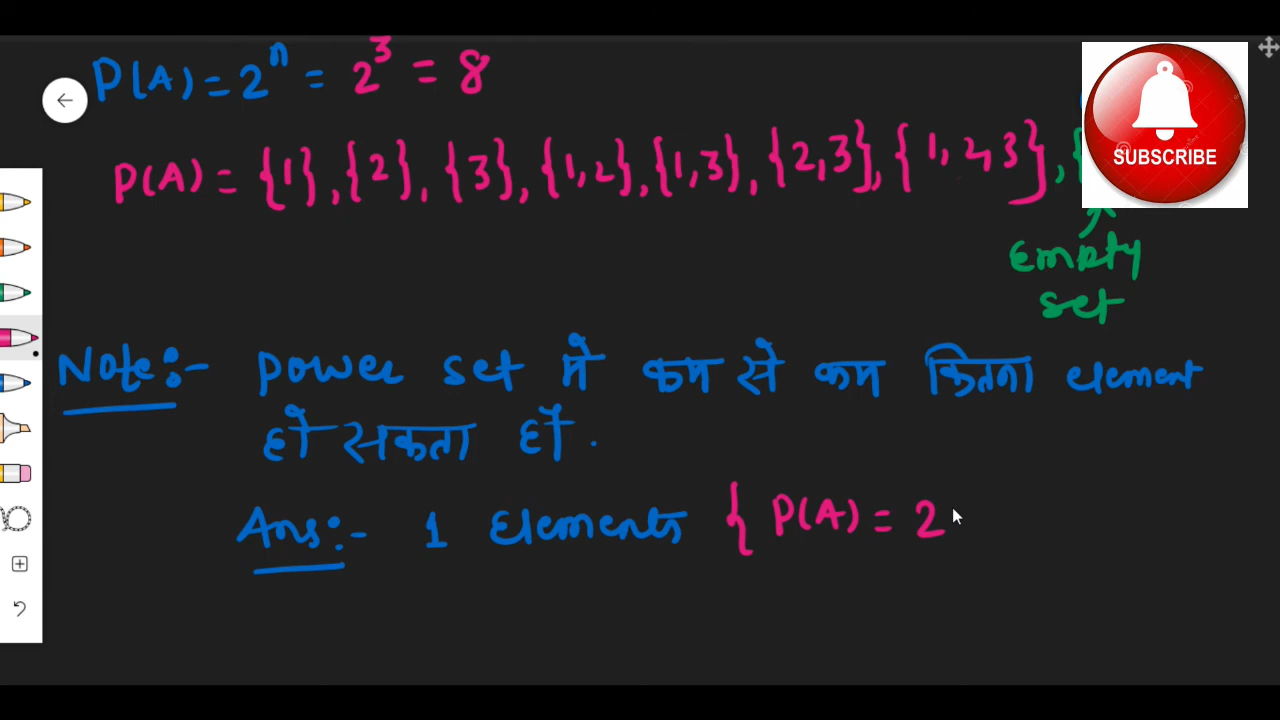 P(A) = 2ⁿ = 2³ = 8
P(A) = {1}, {2}, {3}, {1,2}, {1,3}, {2,3}, {1,2,3}, {
SUBSCRIBE
Empty
set
Note:- Power set में कम से कम कितना element
हो सकता हौ.
Ans:- 1 Elements { P(A) = 2